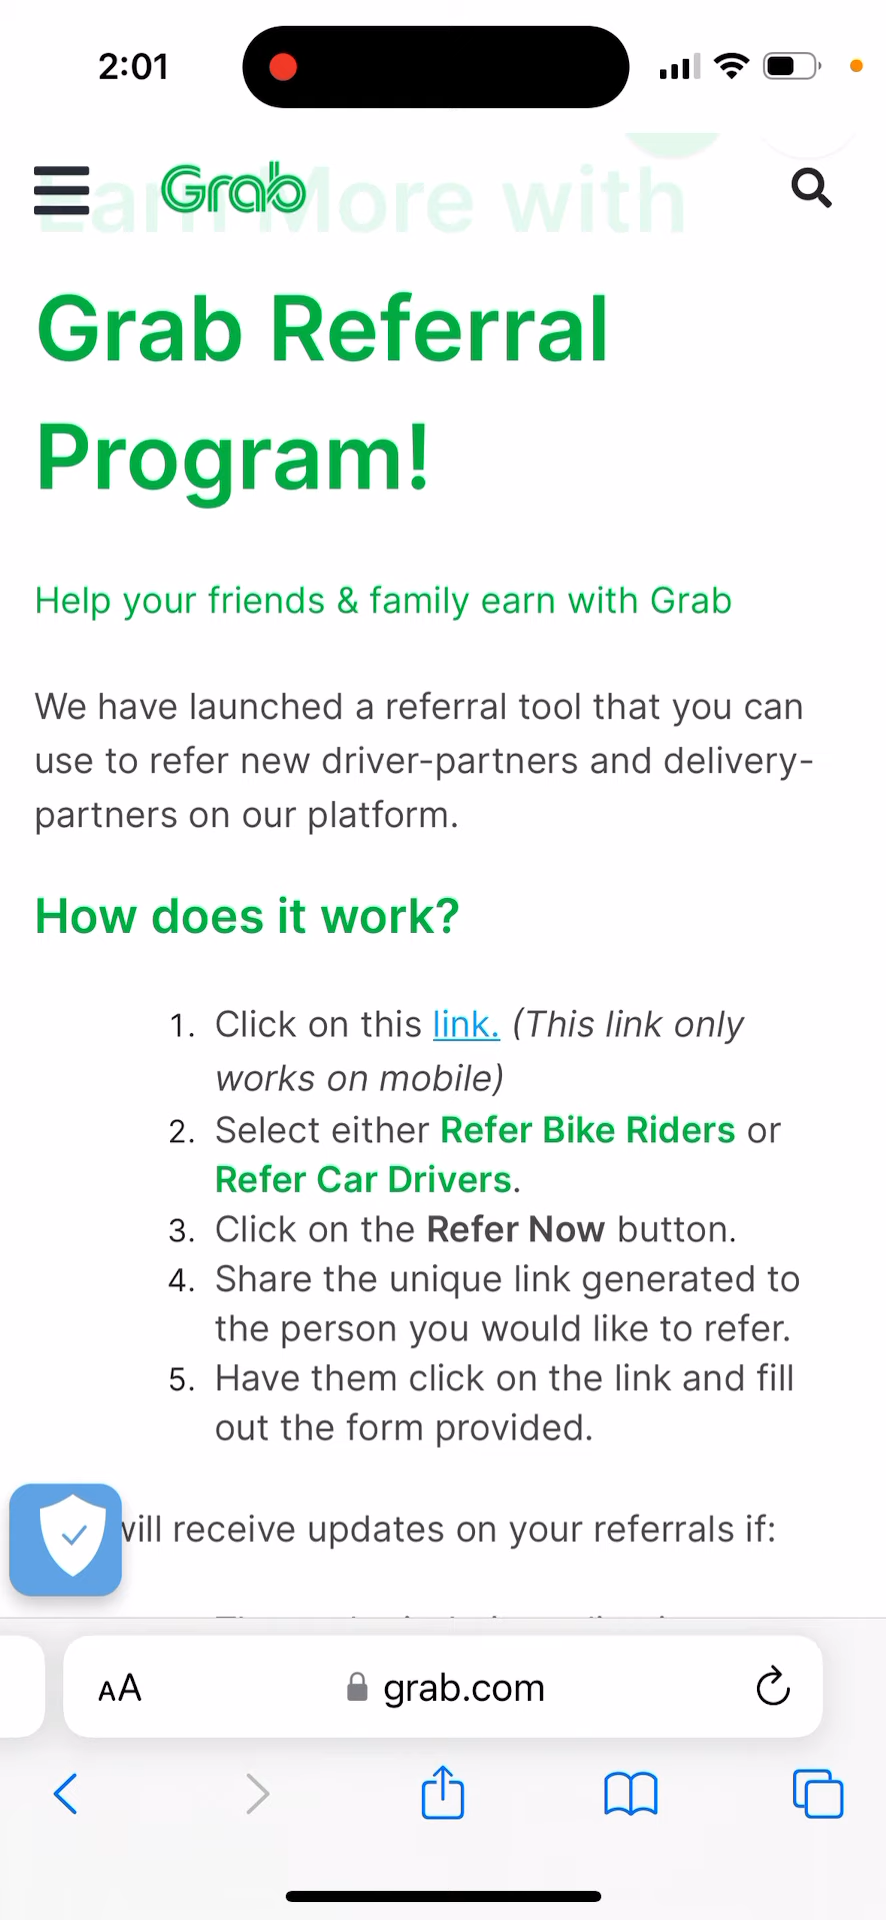 2:01
Earn More with
Grab
Grab Referral
Program!
Help your friends & family earn with Grab
We have launched a referral tool that you can
use to refer new driver-partners and delivery-
partners on our platform.
How does it work?
1. Click on this link. (This link only
works on mobile)
2. Select either Refer Bike Riders or
Refer Car Drivers.
3. Click on the Refer Now button.
4. Share the unique link generated to
the person you would like to refer.
5. Have them click on the link and fill
out the form provided.
will receive updates on your referrals if:
AA grab.com